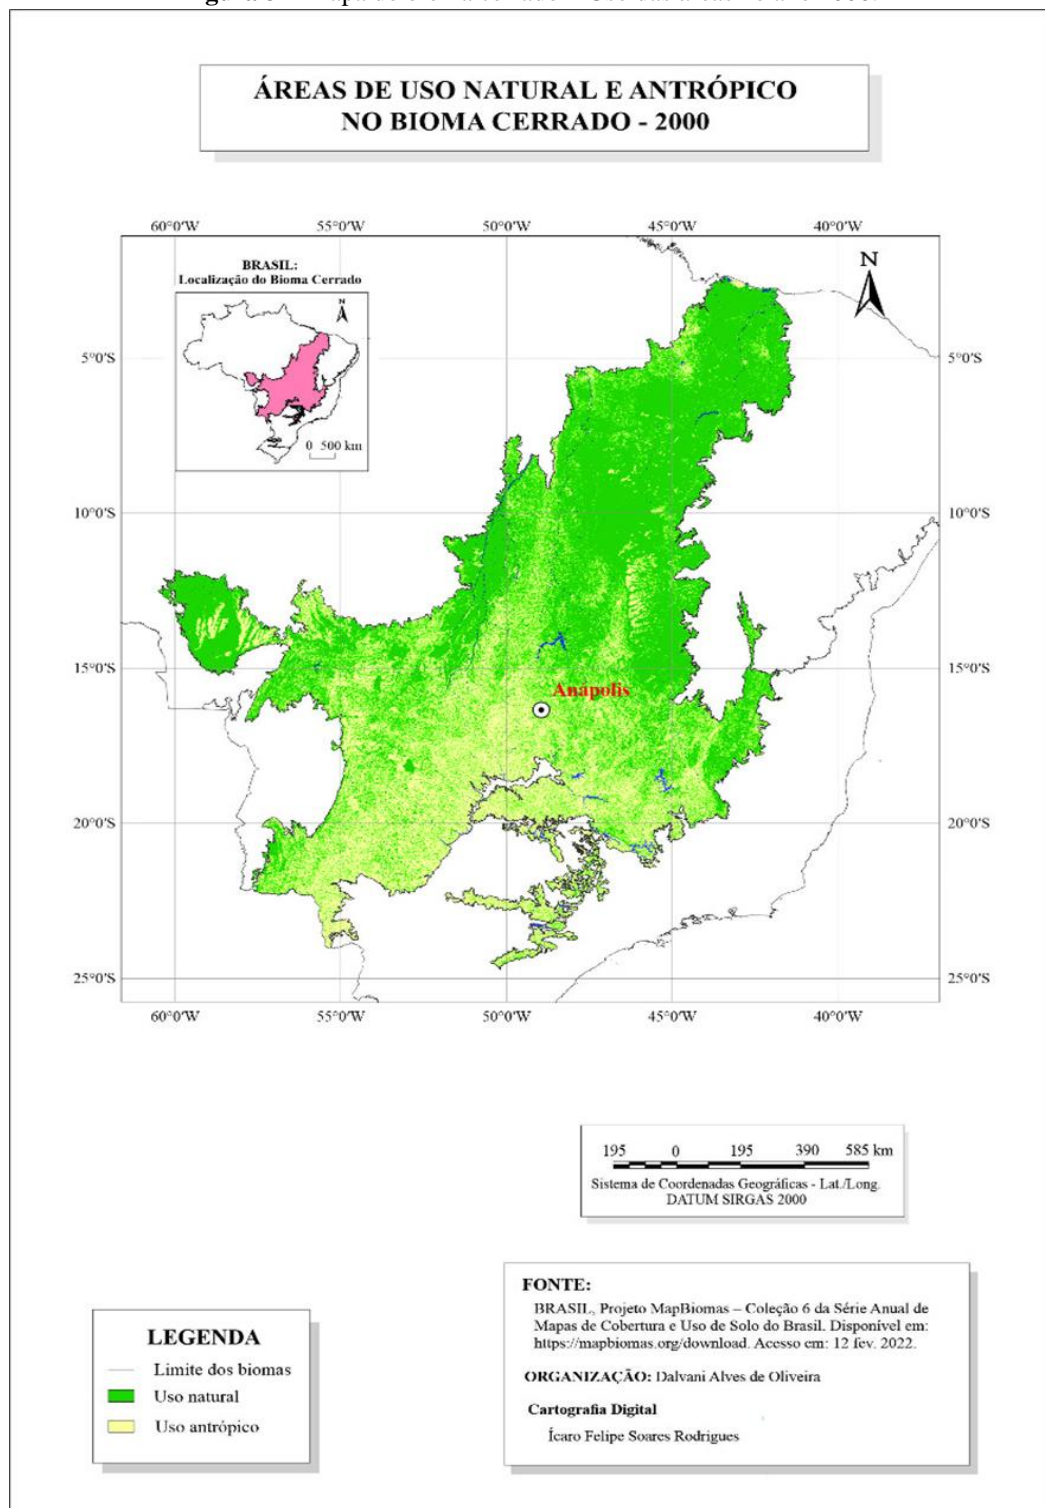 ÁREAS DE USO NATURAL E ANTRÓPICO
NO BIOMA CERRADO - 2000
60°0'W 55°0'W 50°0'W 45°0'W 40°0'W
BRASIL:
Localização do Bioma Cerrado
N
N
0 500 km
5°0'S 5°0'S
10°0'S 10°0'S
15°0'S 15°0'S
Anápolis
20°0'S 20°0'S
25°0'S 25°0'S
60°0'W 55°0'W 50°0'W 45°0'W 40°0'W
195 0 195 390 585 km
Sistema de Coordenadas Geográficas - Lat./Long.
DATUM SIRGAS 2000
LEGENDA
Limite dos biomas
Uso natural
Uso antrópico
FONTE:
BRASIL, Projeto MapBiomas – Coleção 6 da Série Anual de
Mapas de Cobertura e Uso de Solo do Brasil. Disponível em:
https://mapbiomas.org/download. Acesso em: 12 fev. 2022.
ORGANIZAÇÃO: Dalvani Alves de Oliveira
Cartografia Digital
Ícaro Felipe Soares Rodrigues